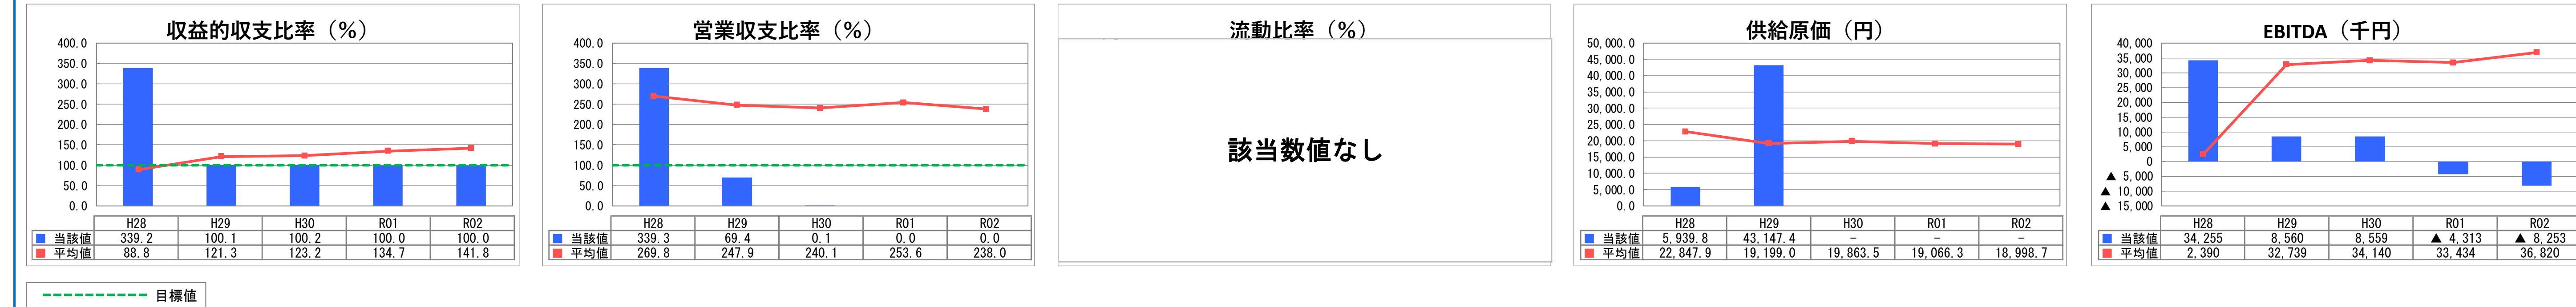 収益的収支比率（％）
400.0
350.0
300.0
250.0
200.0
150.0
100.0
50.0
0.0
H28 H29 H30 R01 R02
当該値 339.2 100.1 100.2 100.0 100.0
平均値 88.8 121.3 123.2 134.7 141.8
営業収支比率（％）
400.0
350.0
300.0
250.0
200.0
150.0
100.0
50.0
0.0
H28 H29 H30 R01 R02
当該値 339.3 69.4 0.1 0.0 0.0
平均値 269.8 247.9 240.1 253.6 238.0
流動比率（％）
該当数値なし
供給原価（円）
50,000.0
45,000.0
40,000.0
35,000.0
30,000.0
25,000.0
20,000.0
15,000.0
10,000.0
5,000.0
0.0
H28 H29 H30 R01 R02
当該値 5,939.8 43,147.4 － － －
平均値 22,847.9 19,199.0 19,863.5 19,066.3 18,998.7
EBITDA（千円）
40,000
35,000
30,000
25,000
20,000
15,000
10,000
5,000
0
▲ 5,000
▲ 10,000
▲ 15,000
H28 H29 H30 R01 R02
当該値 34,255 8,560 8,559 ▲ 4,313 ▲ 8,253
平均値 2,390 32,739 34,140 33,434 36,820
目標値